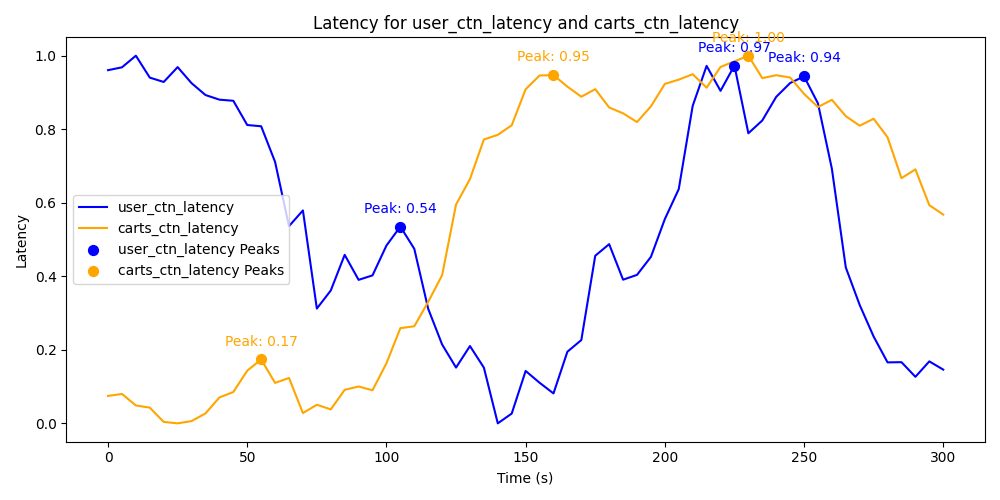 Latency for user_ctn_latency and carts_ctn_latency
Peak: 1.00
Peak: 0.97
Peak: 0.95
Peak: 0.94
Peak: 0.54
Peak: 0.17
user_ctn_latency
carts_ctn_latency
user_ctn_latency Peaks
carts_ctn_latency Peaks
Latency
1.0
0.8
0.6
0.4
0.2
0.0
0 50 100 150 200 250 300
Time (s)